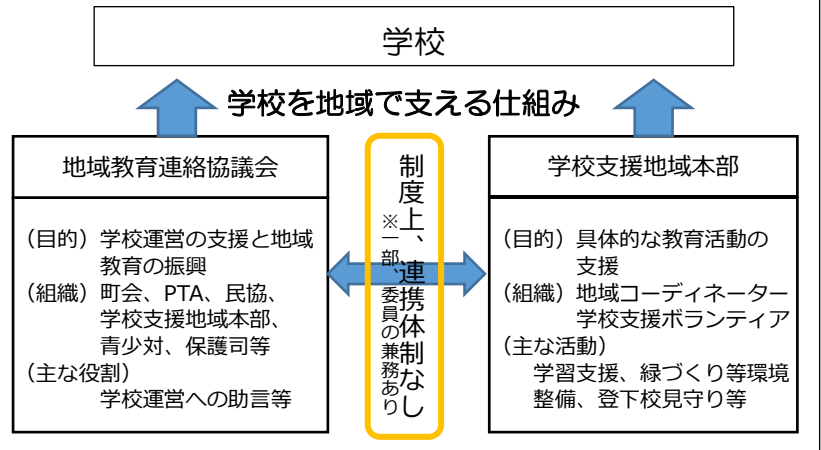 学校
学校を地域で支える仕組み
地域教育連絡協議会
(目的)学校運営の支援と地域
教育の振興
(組織)町会、PTA、民協、
学校支援地域本部、
青少対、保護司等
(主な役割)
学校運営への助言等
制度上、連携体制なし
※一部、委員の兼務あり
学校支援地域本部
(目的)具体的な教育活動の
支援
(組織)地域コーディネーター
学校支援ボランティア
(主な活動)
学習支援、緑づくり等環境
整備、登下校見守り等